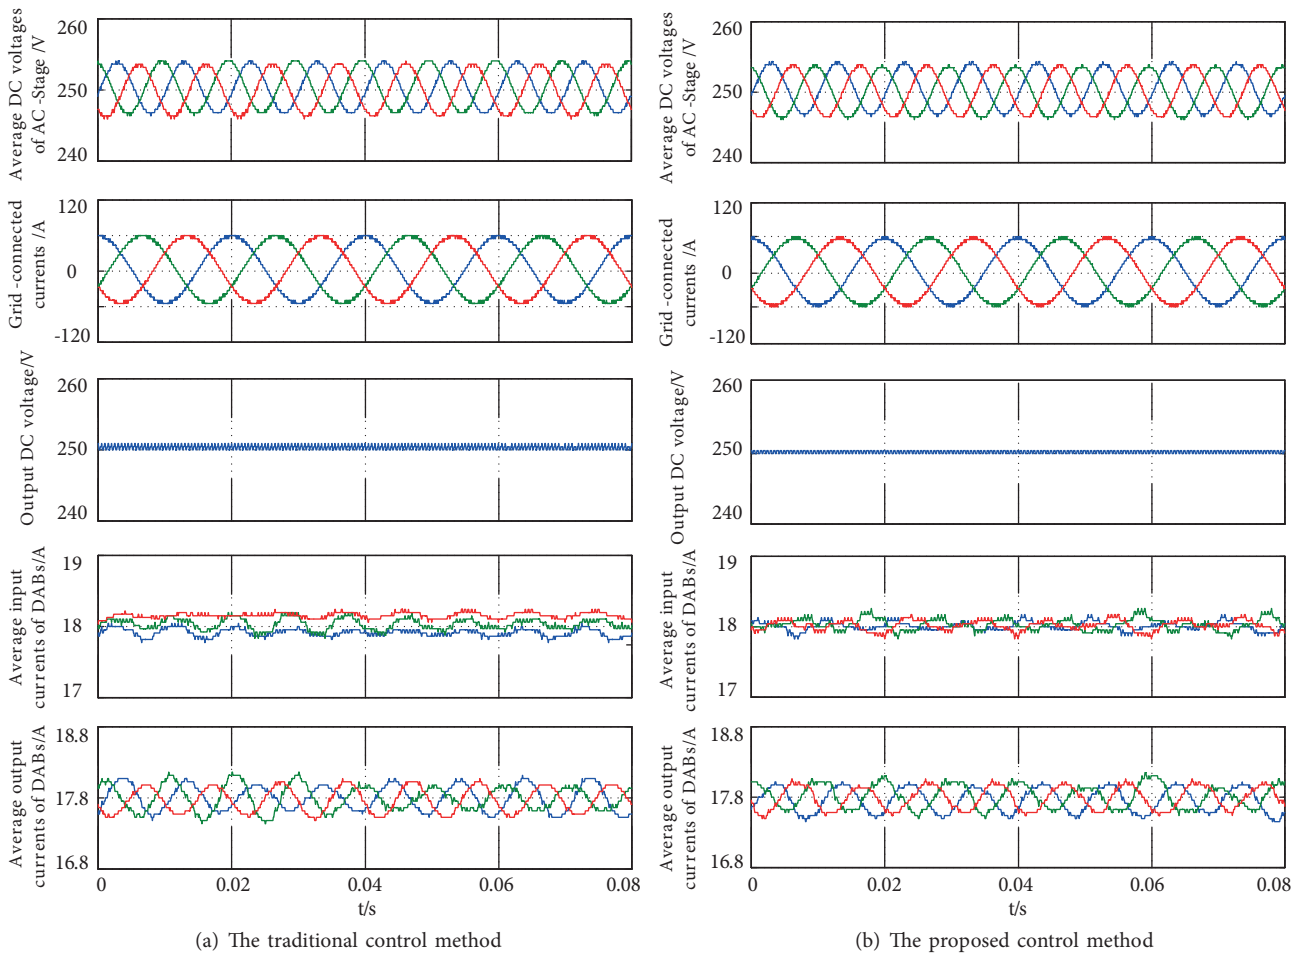 Average DC voltages
of AC -Stage /V
260
250
240
Grid -connected
currents /A
120
0
-120
Output DC voltage/V
260
250
240
Average input
currents of DABs/A
19
18
17
Average output
currents of DABs/A
18.8
17.8
16.8
0 0.02 0.04 0.06 0.08
t/s
(a) The traditional control method
Average DC voltages
of AC -Stage /V
260
250
240
Grid -connected
currents /A
120
0
-120
Output DC voltage/V
260
250
240
Average input
currents of DABs/A
19
18
17
Average output
currents of DABs/A
18.8
17.8
16.8
0 0.02 0.04 0.06 0.08
t/s
(b) The proposed control method